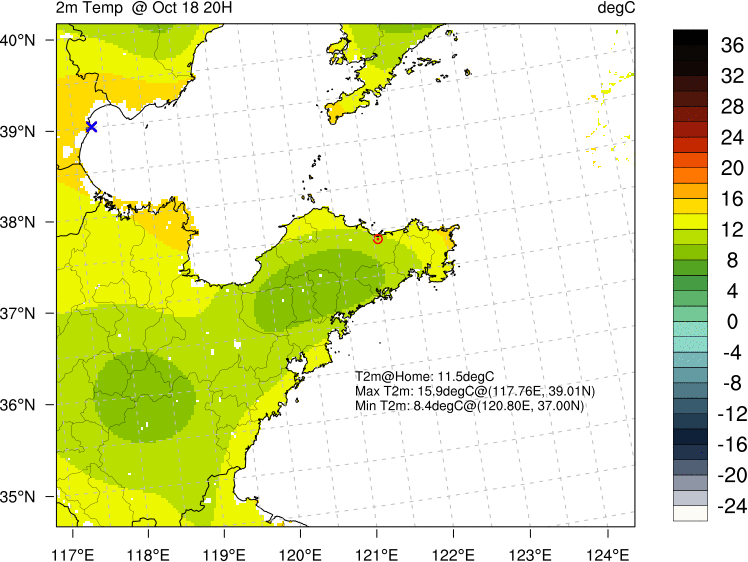 2m Temp @ Oct 18 20H
degC
40°N
39°N
38°N
37°N
36°N
35°N
T2m@Home: 11.5degC
Max T2m: 15.9degC@(117.76E, 39.01N)
Min T2m: 8.4degC@(120.80E, 37.00N)
117°E 118°E 119°E 120°E 121°E 122°E 123°E 124°E
36
32
28
24
20
16
12
8
4
0
-4
-8
-12
-16
-20
-24